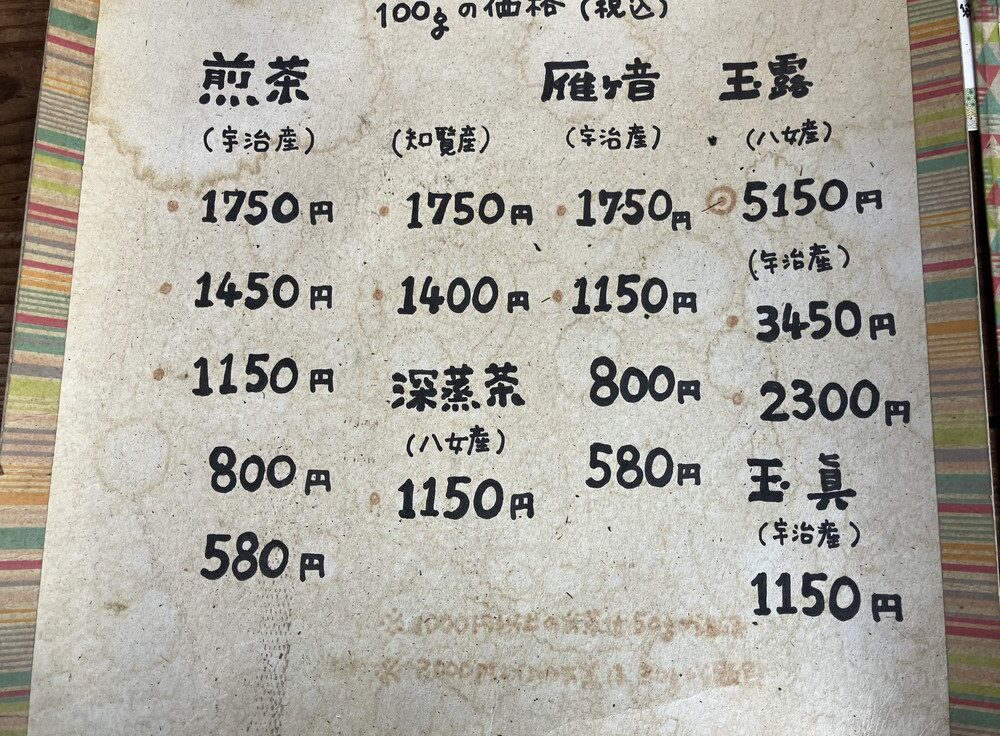 100gの価格（税込）
煎茶
（宇治産）
1750円
1450円
1150円
800円
580円
（知覧産）
1750円
1400円
深蒸茶
（八女産）
1150円
雁ヶ音
（宇治産）
1750円
1150円
800円
580円
玉露
（八女産）
5150円
（宇治産）
3450円
2300円
玉眞
（宇治産）
1150円